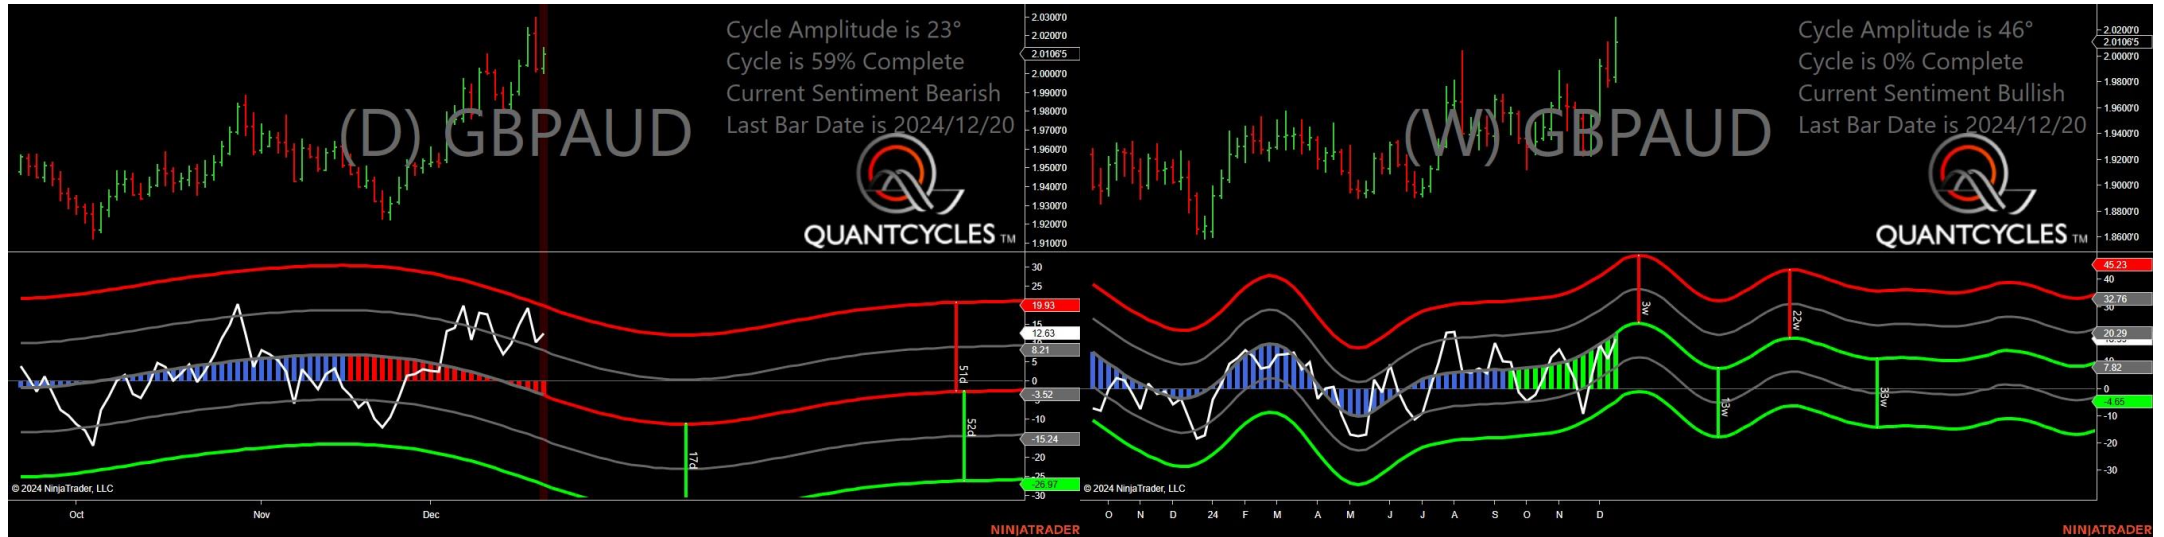 Cycle Amplitude is 23°
Cycle is 59% Complete
Current Sentiment Bearish
Last Bar Date is 2024/12/20
(D) GBPAUD
QUANTCYCLES TM
2.0300'0
2.0200'0
2.0106'5
2.0000'0
1.9900'0
1.9800'0
1.9700'0
1.9600'0
1.9500'0
1.9400'0
1.9300'0
1.9200'0
1.9100'0
30
25
19.93
15
12.63
8.21
5
0
-3.52
-10
-15.24
-20
-26.97
-30
51d
52d
17d
© 2024 NinjaTrader, LLC
Oct Nov Dec
NINJATRADER
Cycle Amplitude is 46°
Cycle is 0% Complete
Current Sentiment Bullish
Last Bar Date is 2024/12/20
(W) GBPAUD
QUANTCYCLES TM
2.0200'0
2.0106'5
2.0000'0
1.9800'0
1.9600'0
1.9400'0
1.9200'0
1.9000'0
1.8800'0
1.8600'0
45.23
40
32.76
30
20.29
10
7.82
0
-4.65
-10
-20
-30
3w
22w
13w
33w
© 2024 NinjaTrader, LLC
O N D 24 F M A M J J A S O N D
NINJATRADER